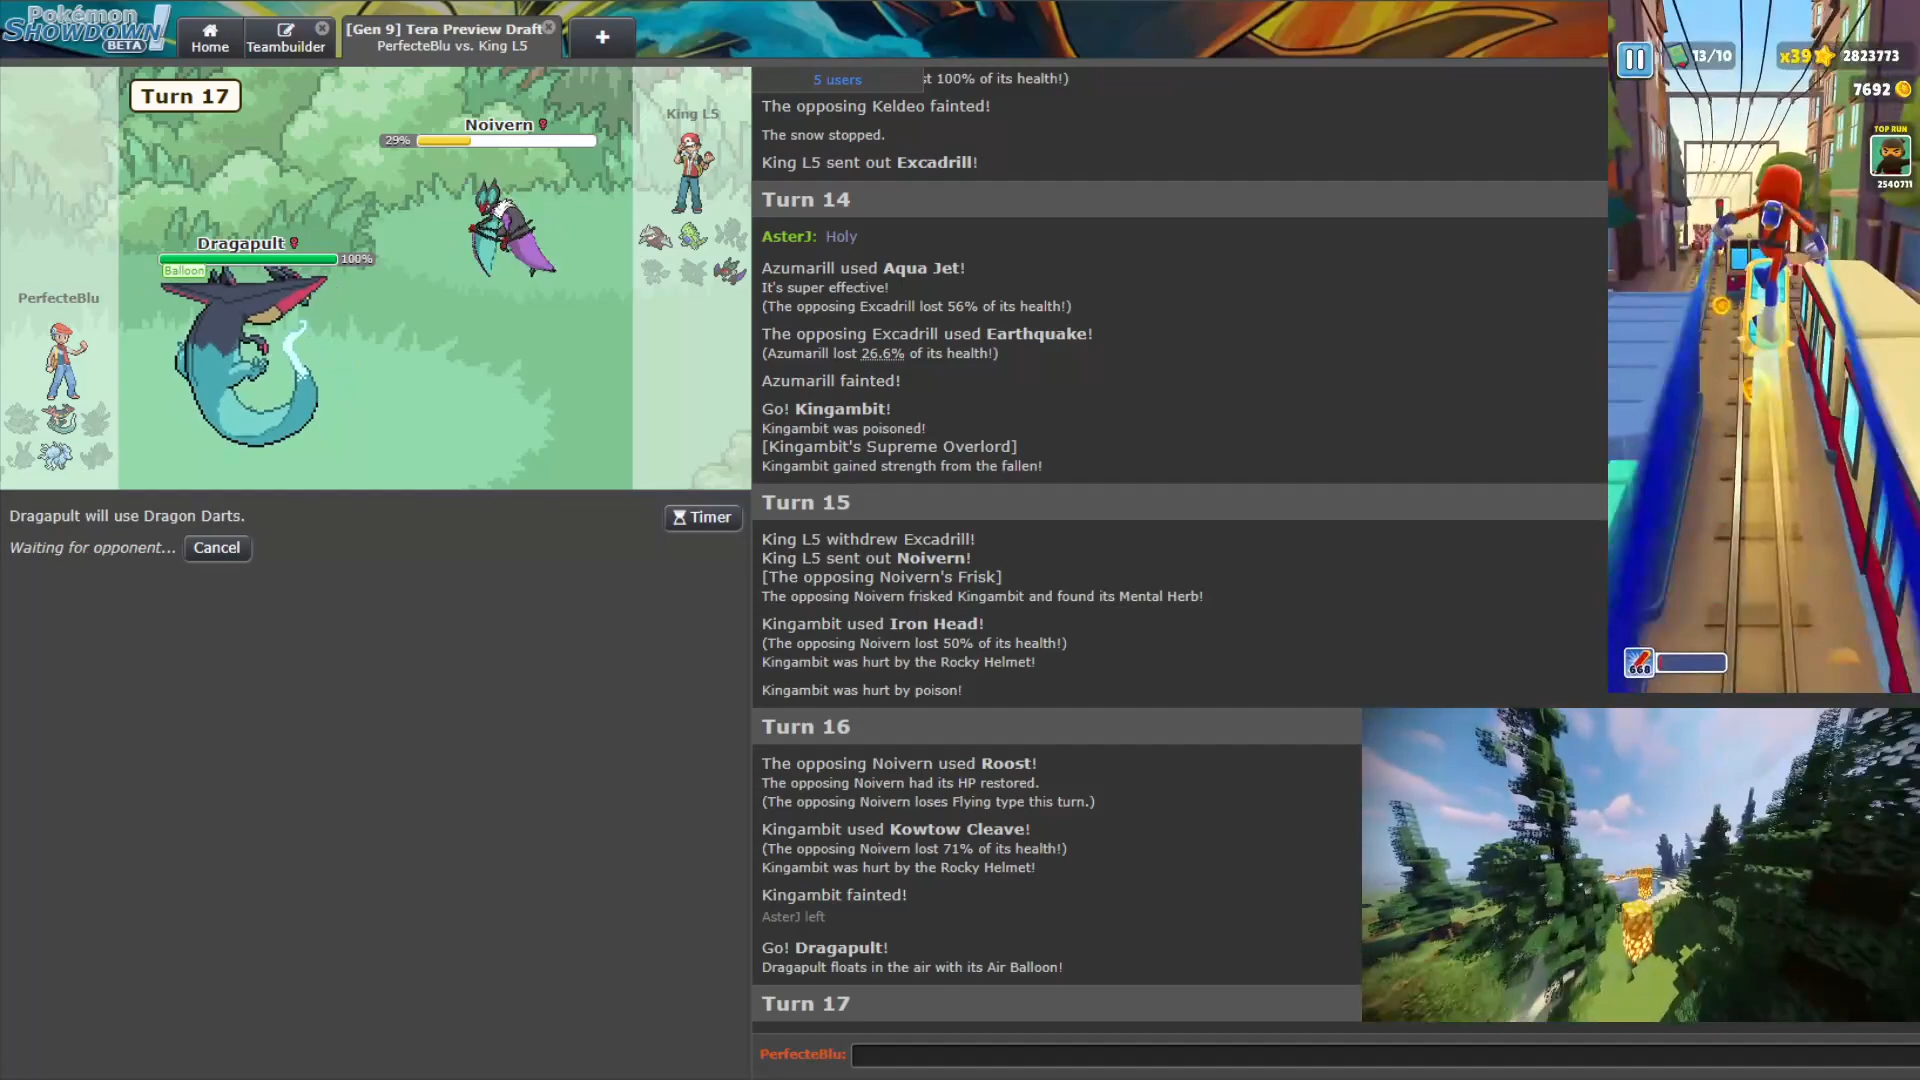 Pokémon
SHOWDOWN!
BETA
Home
Teambuilder
[Gen 9] Tera Preview Draft
PerfecteBlu vs. King L5
+
Turn 17
Noivern
29%
Dragapult
100%
Balloon
PerfecteBlu
King L5
Dragapult will use Dragon Darts.
Waiting for opponent... Cancel
Timer
5 users
st 100% of its health!)
The opposing Keldeo fainted!
The snow stopped.
King L5 sent out Excadrill!
Turn 14
AsterJ: Holy
Azumarill used Aqua Jet!
It's super effective!
(The opposing Excadrill lost 56% of its health!)
The opposing Excadrill used Earthquake!
(Azumarill lost 26.6% of its health!)
Azumarill fainted!
Go! Kingambit!
Kingambit was poisoned!
[Kingambit's Supreme Overlord]
Kingambit gained strength from the fallen!
Turn 15
King L5 withdrew Excadrill!
King L5 sent out Noivern!
[The opposing Noivern's Frisk]
The opposing Noivern frisked Kingambit and found its Mental Herb!
Kingambit used Iron Head!
(The opposing Noivern lost 50% of its health!)
Kingambit was hurt by the Rocky Helmet!
Kingambit was hurt by poison!
Turn 16
The opposing Noivern used Roost!
The opposing Noivern had its HP restored.
(The opposing Noivern loses Flying type this turn.)
Kingambit used Kowtow Cleave!
(The opposing Noivern lost 71% of its health!)
Kingambit was hurt by the Rocky Helmet!
Kingambit fainted!
AsterJ left
Go! Dragapult!
Dragapult floats in the air with its Air Balloon!
Turn 17
PerfecteBlu:
13/10
x39 2823773
7692
TOP RUN
2540711
668